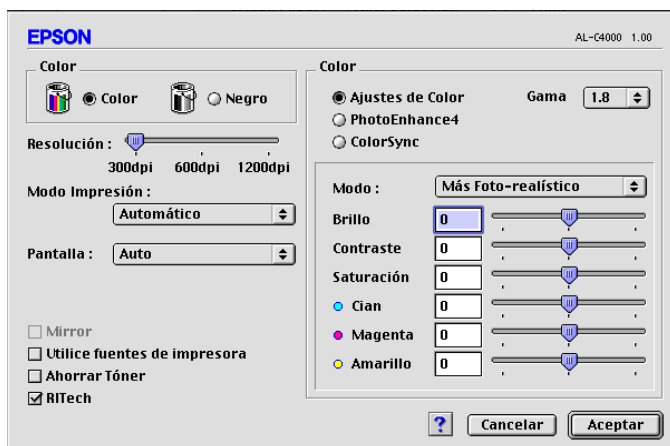 EPSON
AL-C4000 1.00
Color
Color
Negro
Resolución :
300dpi 600dpi 1200dpi
Modo Impresión :
Automático
Pantalla : Auto
Mirror
Utilice fuentes de impresora
Ahorrar Tóner
RITech
Color
Ajustes de Color
Gama 1.8
PhotoEnhance4
ColorSync
Modo : Más Foto-realístico
Brillo 0
Contraste 0
Saturación 0
Cian 0
Magenta 0
Amarillo 0
? Cancelar Aceptar